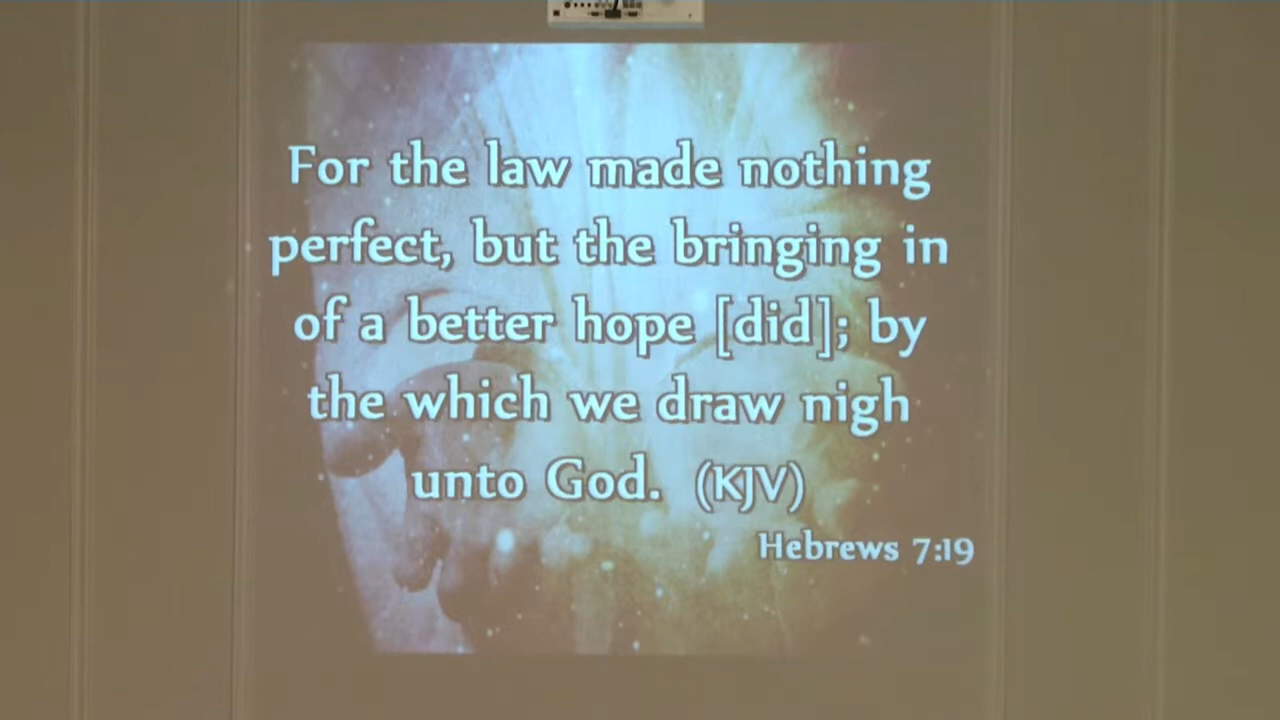 For the law made nothing
perfect, but the bringing in
of a better hope [did]; by
the which we draw nigh
unto God. (KJV)
Hebrews 7:19